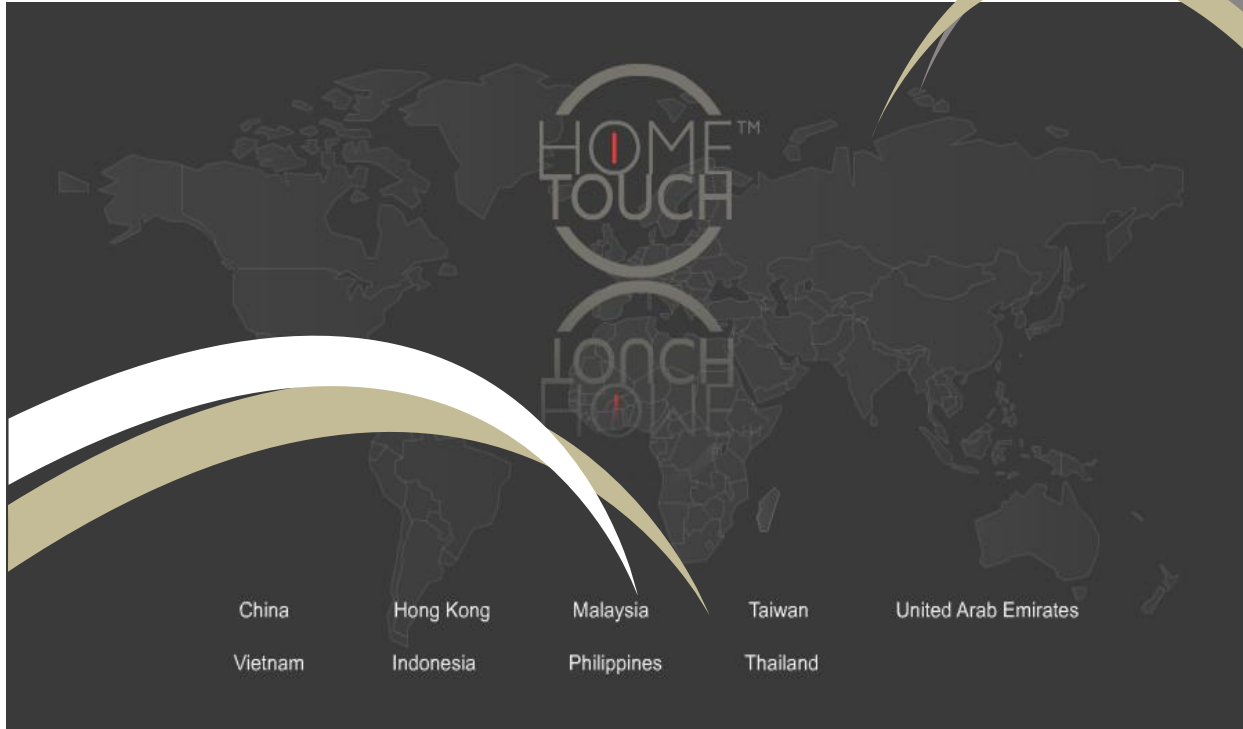 HOME™
TOUCH
China Hong Kong Malaysia Taiwan United Arab Emirates
Vietnam Indonesia Philippines Thailand